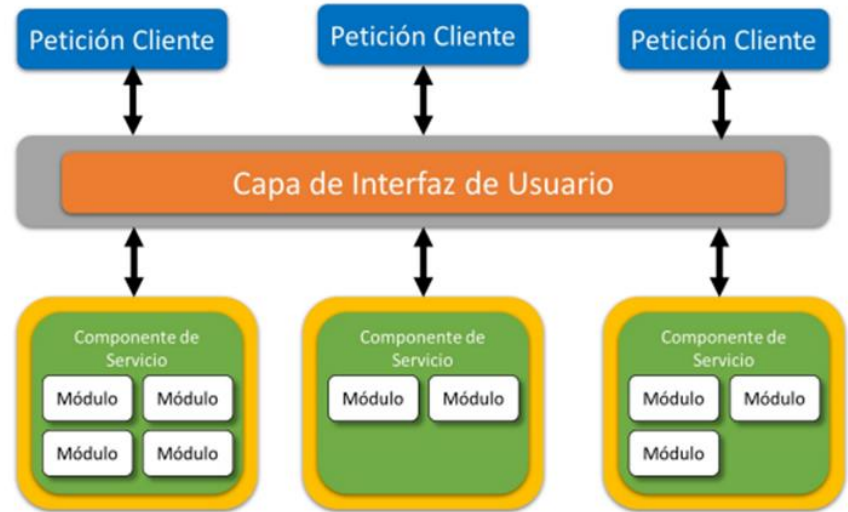 Petición Cliente
Petición Cliente
Petición Cliente
Capa de Interfaz de Usuario
Componente de
Servicio
Módulo
Módulo
Módulo
Módulo
Componente de
Servicio
Módulo
Módulo
Componente de
Servicio
Módulo
Módulo
Módulo